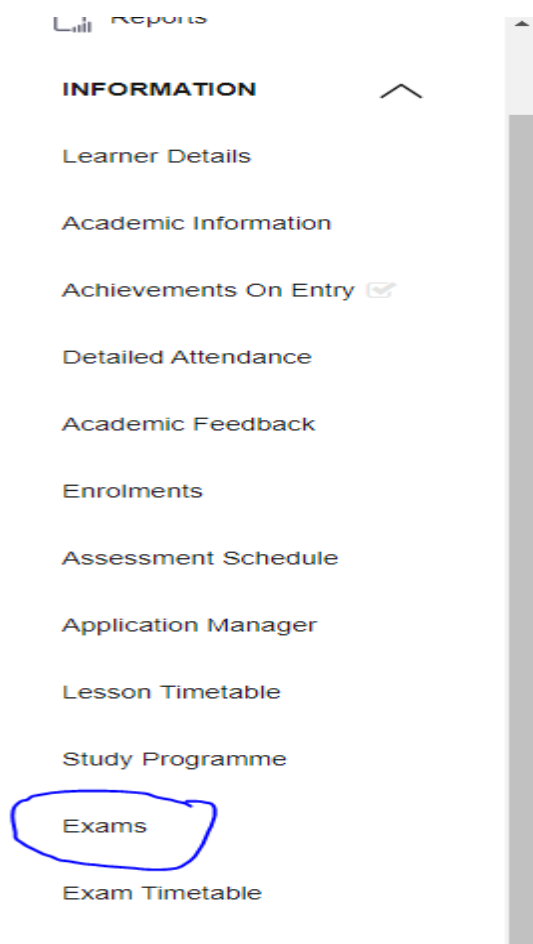 Reports
INFORMATION
Learner Details
Academic Information
Achievements On Entry
Detailed Attendance
Academic Feedback
Enrolments
Assessment Schedule
Application Manager
Lesson Timetable
Study Programme
Exams
Exam Timetable